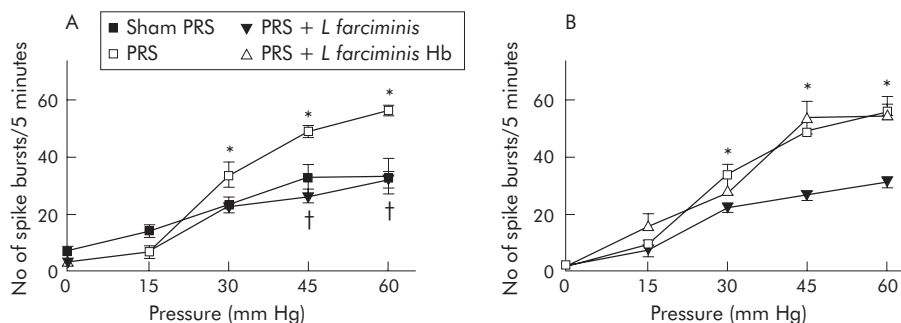 A
Sham PRS
PRS + L farciminis
PRS
PRS + L farciminis Hb
No of spike bursts/5 minutes
60
40
20
0
*
*
*
†
†
0
15
30
45
60
Pressure (mm Hg)
B
No of spike bursts/5 minutes
60
40
20
0
*
*
*
0
15
30
45
60
Pressure (mm Hg)